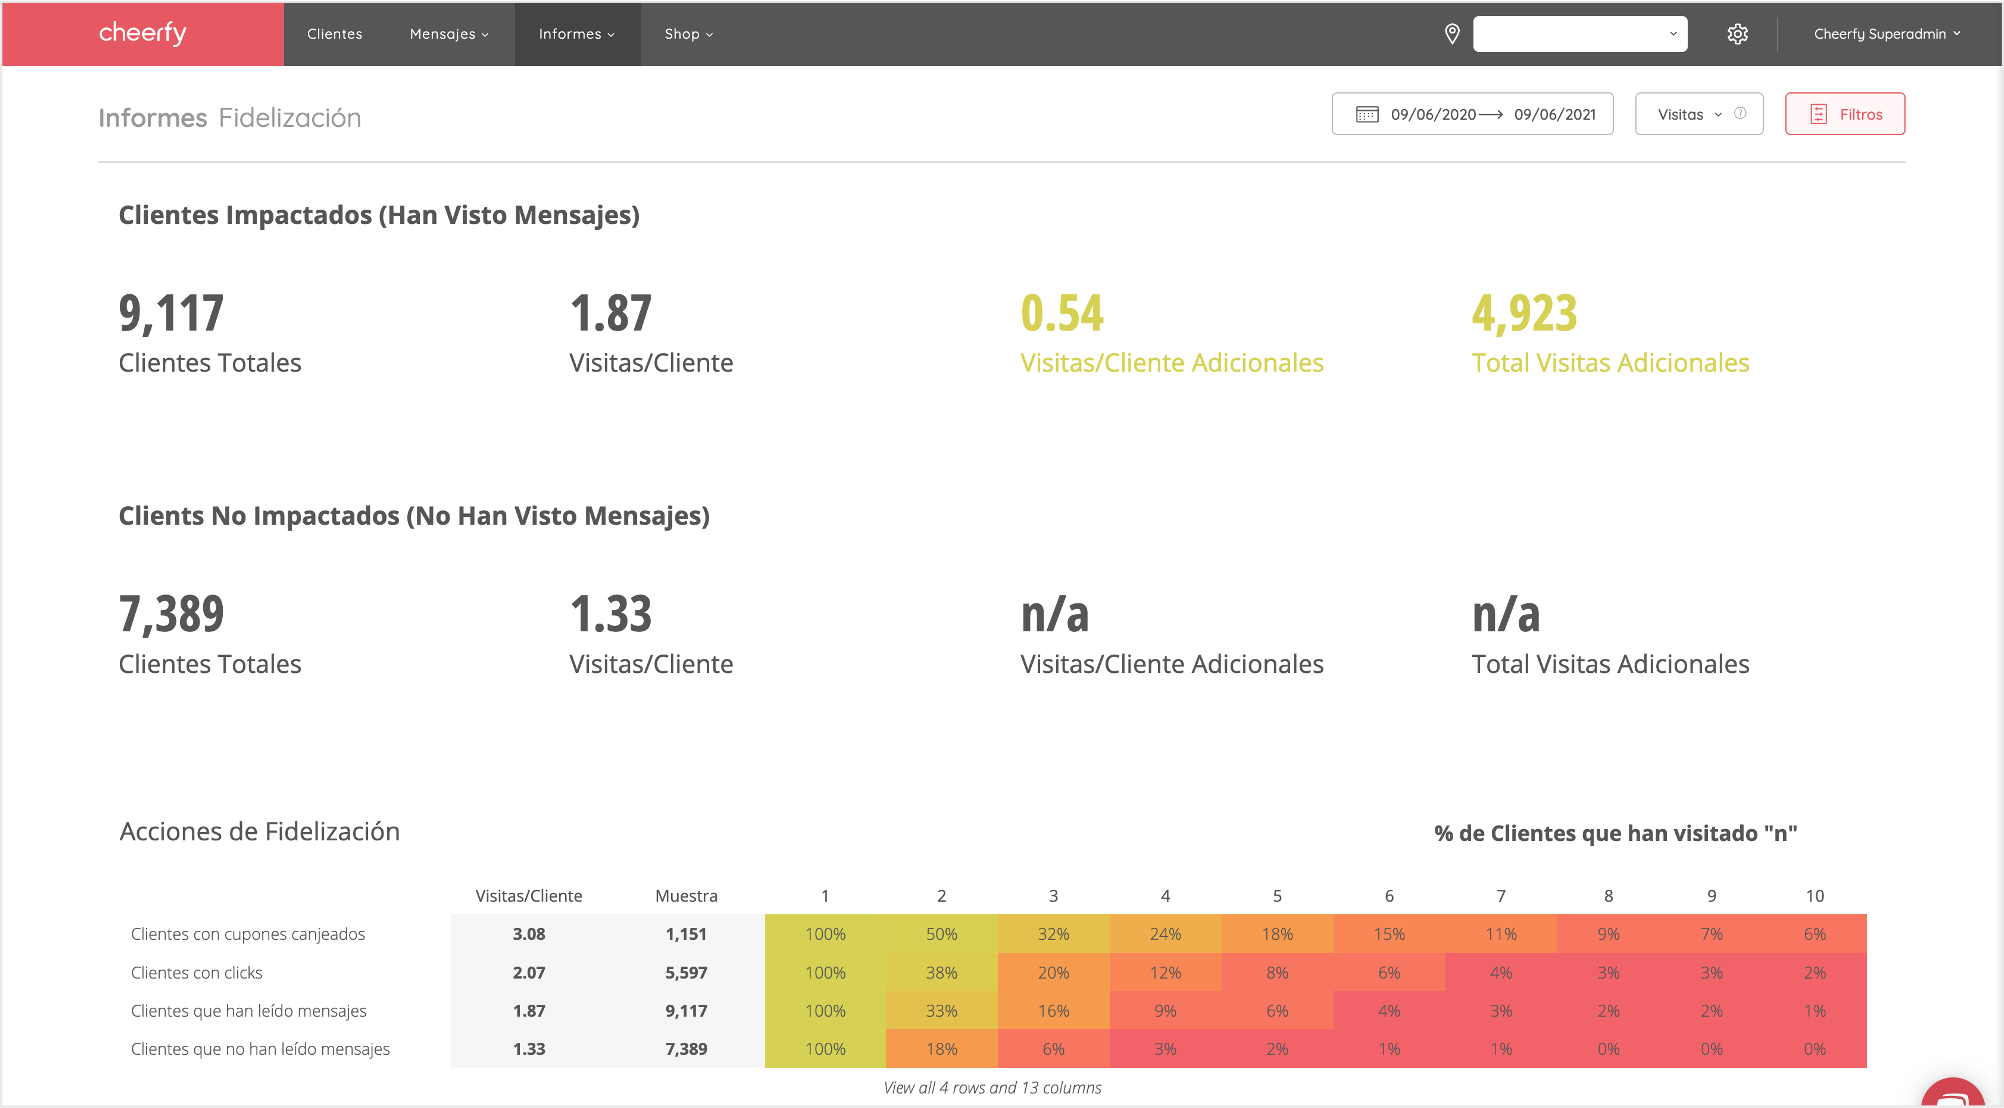 cheerfy Clientes Mensajes Informes Shop Cheerfy Superadmin
Informes Fidelización 09/06/2020 → 09/06/2021 Visitas ? Filtros
Clientes Impactados (Han Visto Mensajes)
9,117 1.87 0.54 4,923
Clientes Totales Visitas/Cliente Visitas/Cliente Adicionales Total Visitas Adicionales
Clients No Impactados (No Han Visto Mensajes)
7,389 1.33 n/a n/a
Clientes Totales Visitas/Cliente Visitas/Cliente Adicionales Total Visitas Adicionales
Acciones de Fidelización % de Clientes que han visitado "n"
Visitas/Cliente Muestra 1 2 3 4 5 6 7 8 9 10
Clientes con cupones canjeados 3.08 1,151 100% 50% 32% 24% 18% 15% 11% 9% 7% 6%
Clientes con clicks 2.07 5,597 100% 38% 20% 12% 8% 6% 4% 3% 3% 2%
Clientes que han leído mensajes 1.87 9,117 100% 33% 16% 9% 6% 4% 3% 2% 2% 1%
Clientes que no han leído mensajes 1.33 7,389 100% 18% 6% 3% 2% 1% 1% 0% 0% 0%
View all 4 rows and 13 columns